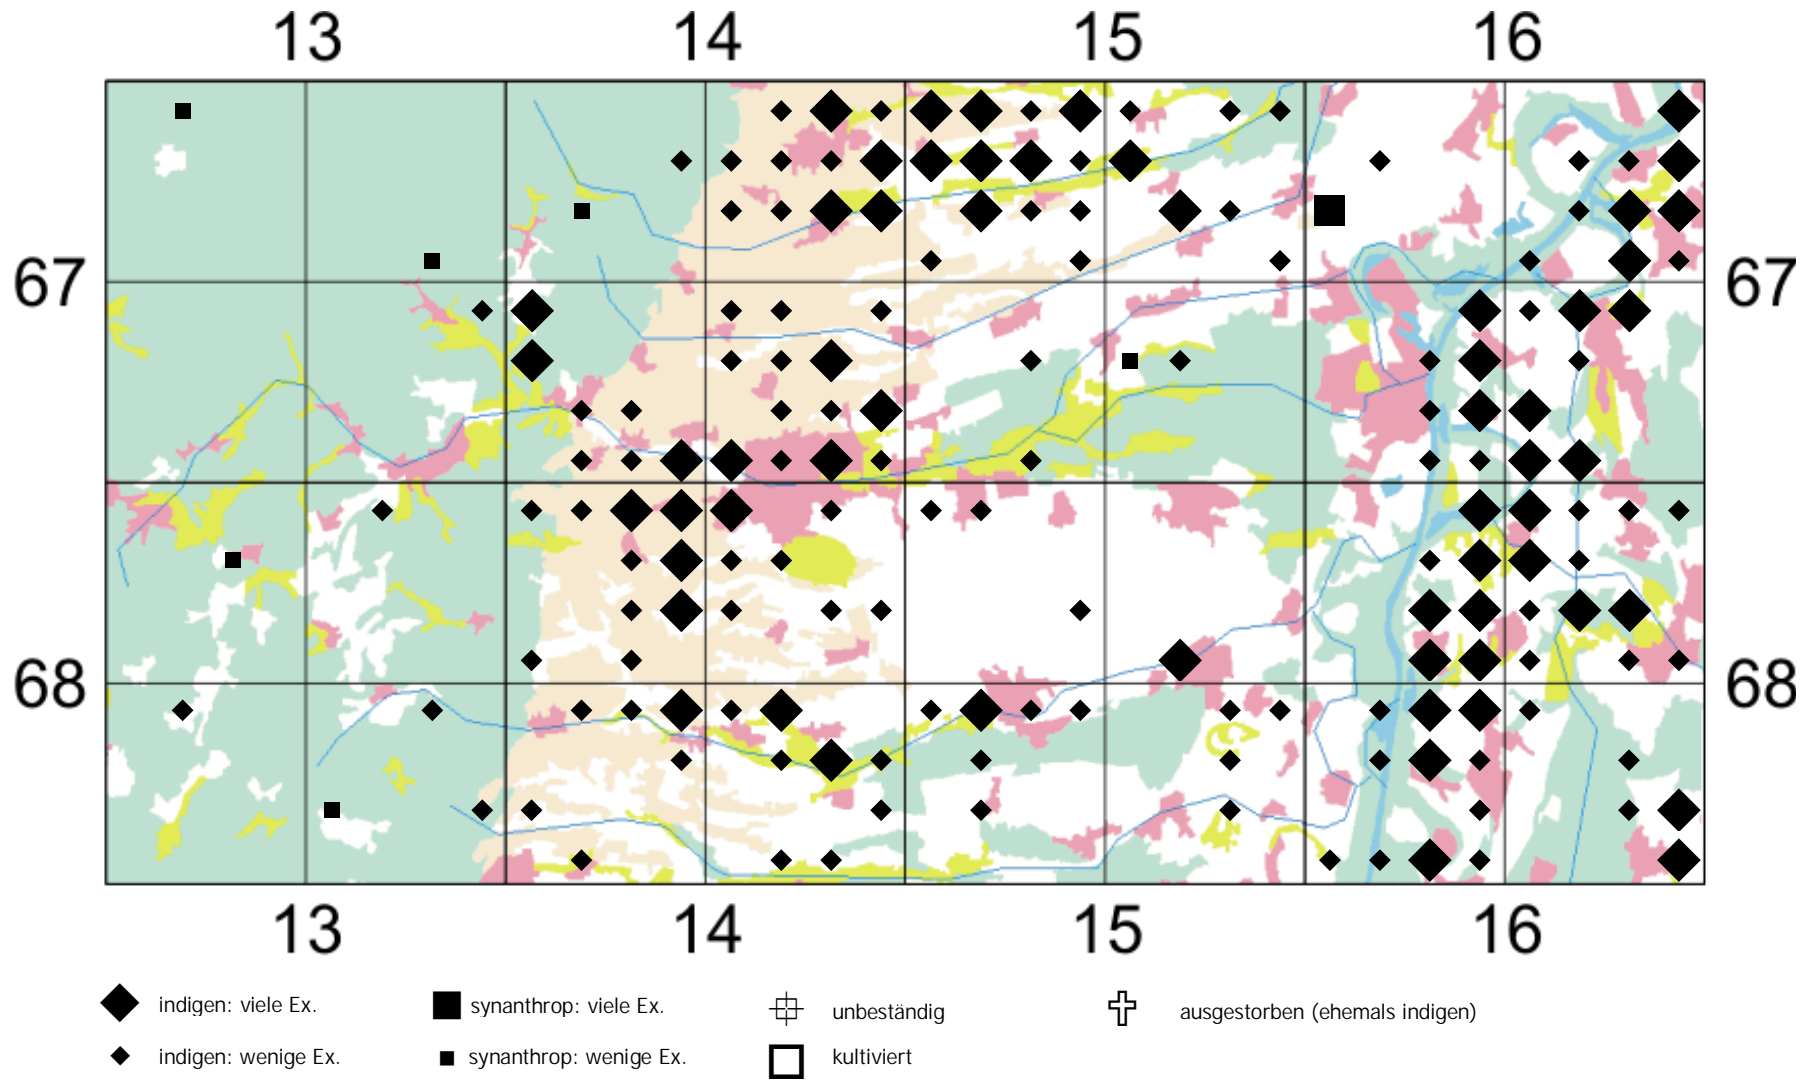 13 14 15 16
67 67
68 68
13 14 15 16
indigen: viele Ex. synanthrop: viele Ex. unbeständig ausgestorben (ehemals indigen)
indigen: wenige Ex. synanthrop: wenige Ex. kultiviert